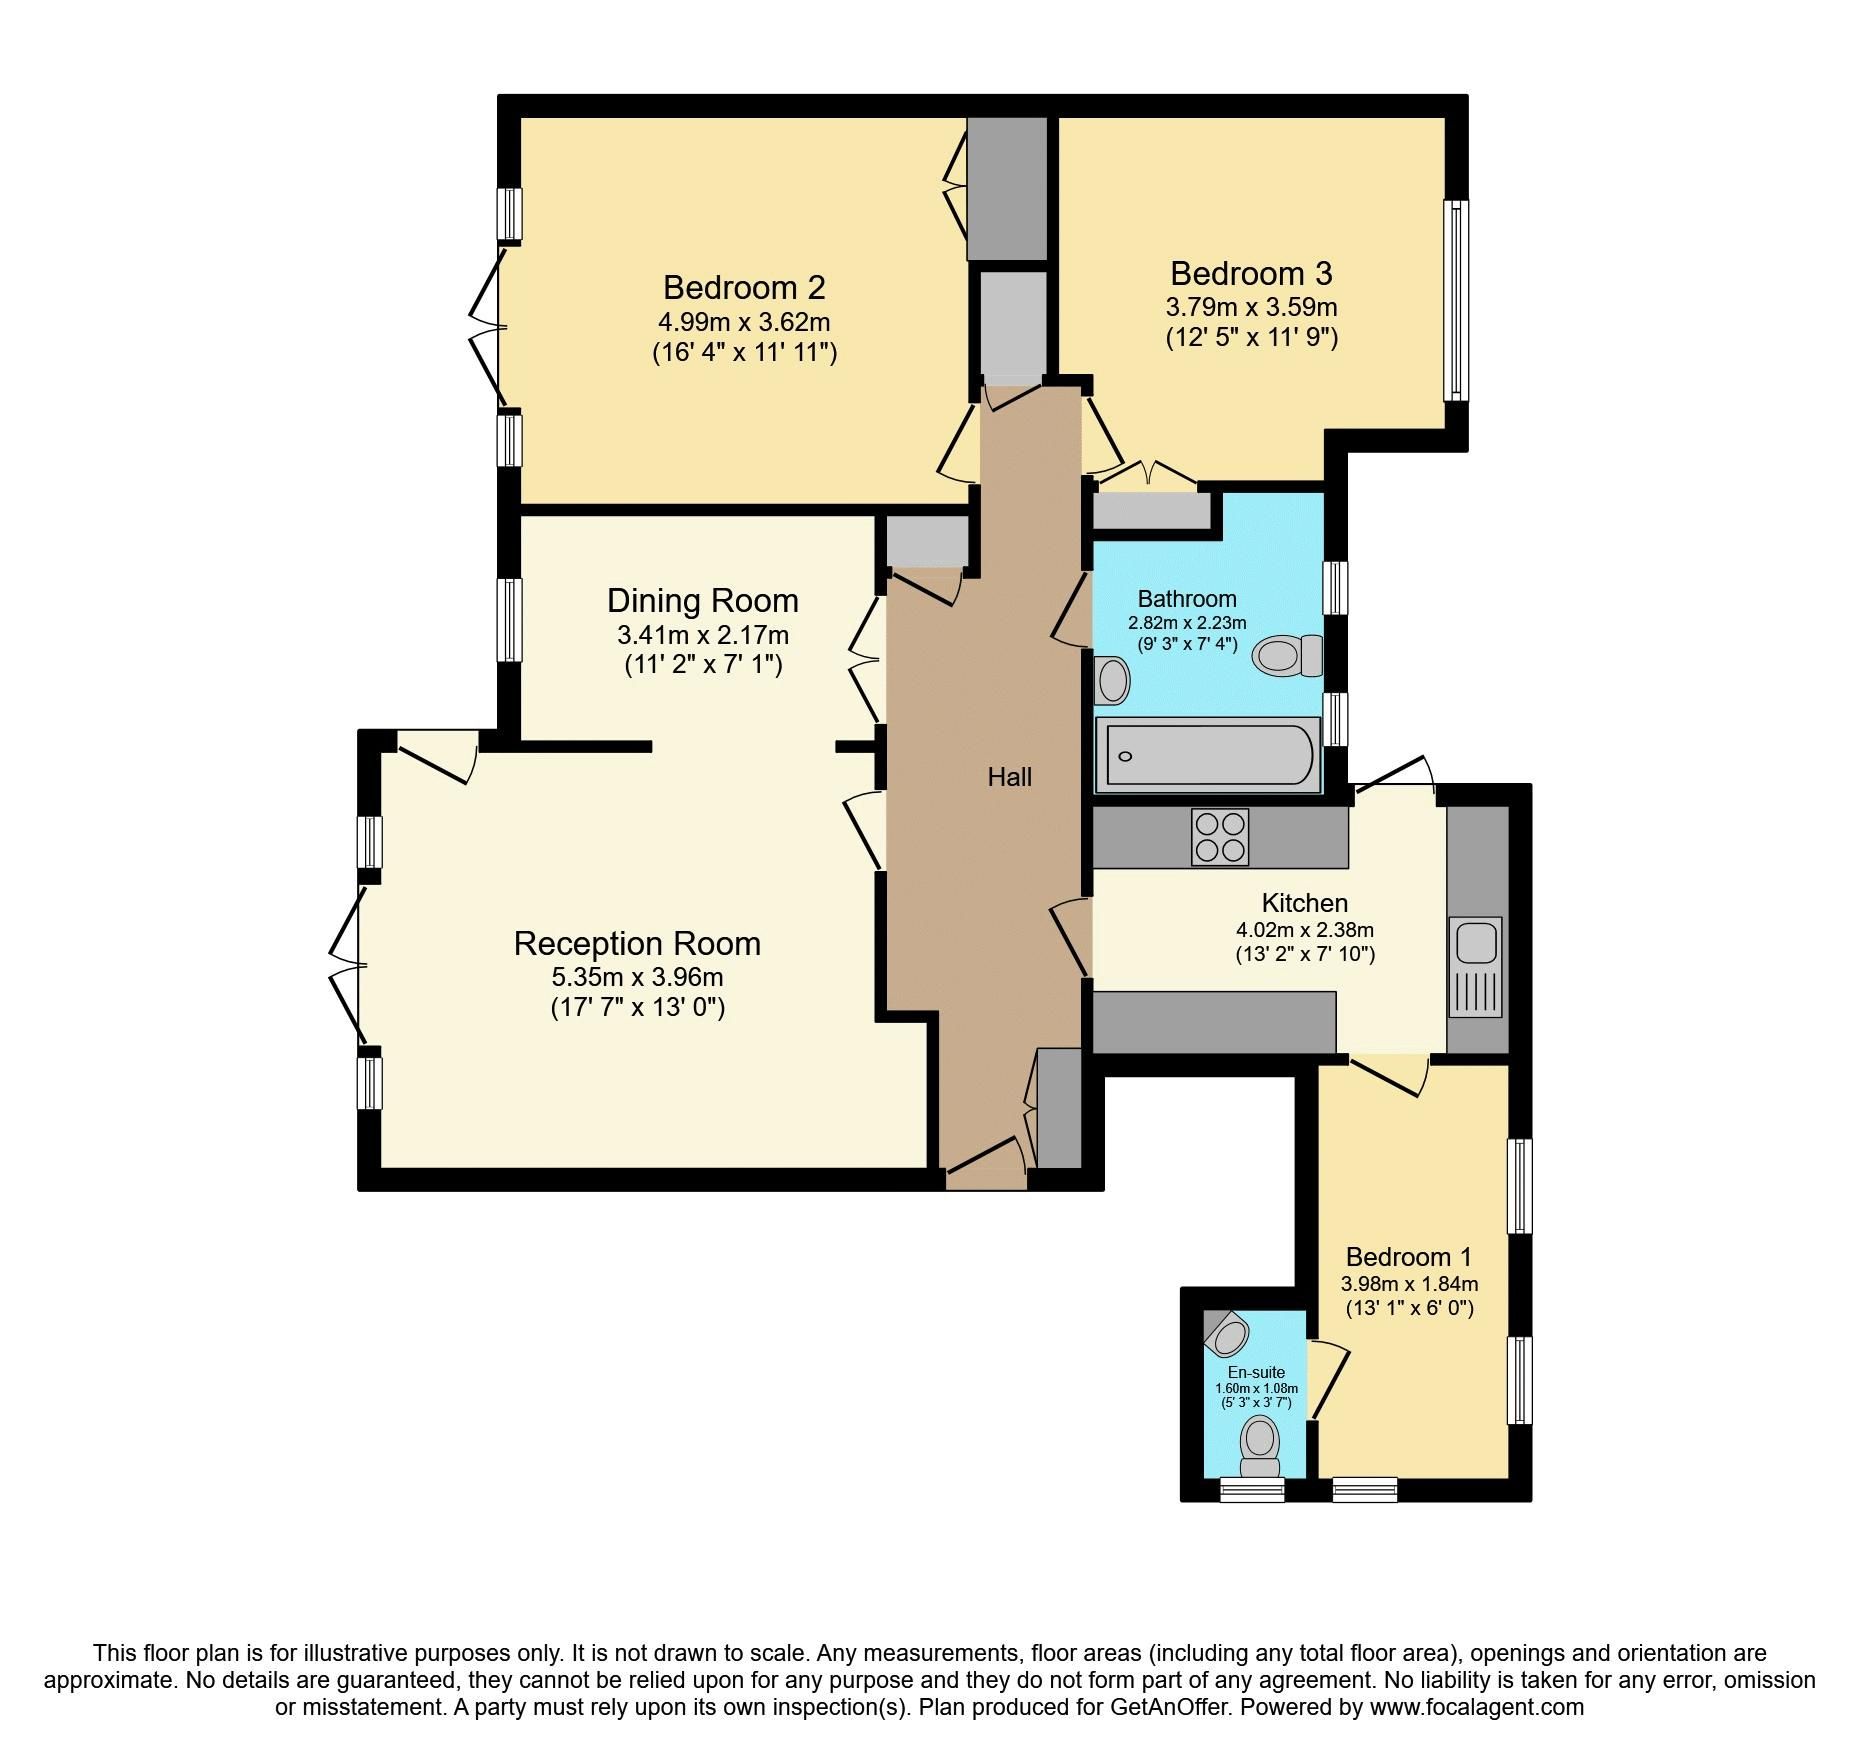 Bedroom 2
4.99m x 3.62m
(16' 4" x 11' 11")
Bedroom 3
3.79m x 3.59m
(12' 5" x 11' 9")
Dining Room
3.41m x 2.17m
(11' 2" x 7' 1")
Bathroom
2.82m x 2.23m
(9' 3" x 7' 4")
Hall
Reception Room
5.35m x 3.96m
(17' 7" x 13' 0")
Kitchen
4.02m x 2.38m
(13' 2" x 7' 10")
Bedroom 1
3.98m x 1.84m
(13' 1" x 6' 0")
En-suite
1.60m x 1.08m
(5' 3" x 3' 7")
This floor plan is for illustrative purposes only. It is not drawn to scale. Any measurements, floor areas (including any total floor area), openings and orientation are
approximate. No details are guaranteed, they cannot be relied upon for any purpose and they do not form part of any agreement. No liability is taken for any error, omission
or misstatement. A party must rely upon its own inspection(s). Plan produced for GetAnOffer. Powered by www.focalagent.com